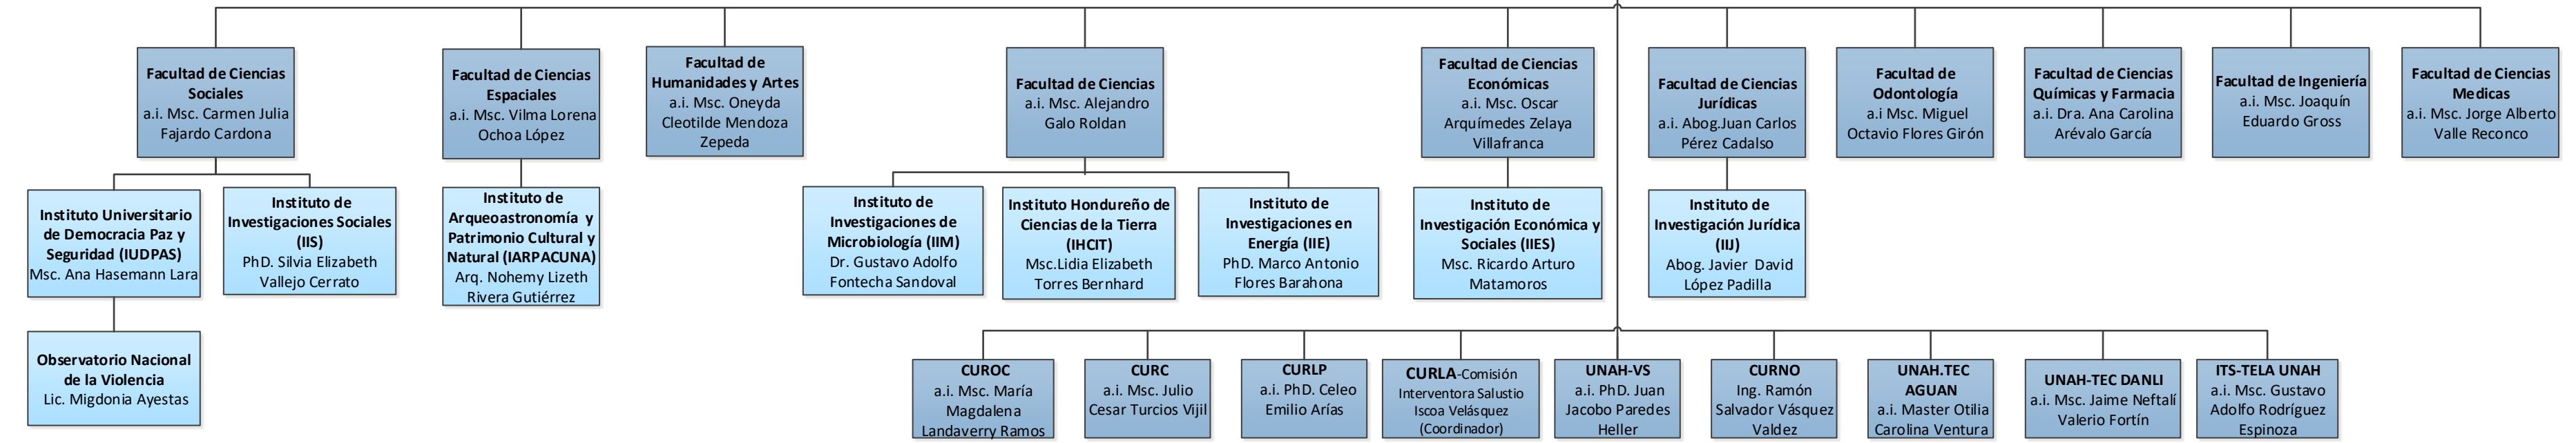 Facultad de Ciencias
Sociales
a.i. Msc. Carmen Julia
Fajardo Cardona
Facultad de Ciencias
Espaciales
a.i. Msc. Vilma Lorena
Ochoa López
Facultad de
Humanidades y Artes
a.i. Msc. Oneyda
Cleotilde Mendoza
Zepeda
Facultad de Ciencias
a.i. Msc. Alejandro
Galo Roldan
Facultad de Ciencias
Económicas
a.i. Msc. Oscar
Arquímedes Zelaya
Villafranca
Facultad de Ciencias
Jurídicas
a.i. Abog.Juan Carlos
Pérez Cadalso
Facultad de
Odontología
a.i Msc. Miguel
Octavio Flores Girón
Facultad de Ciencias
Químicas y Farmacia
a.i. Dra. Ana Carolina
Arévalo García
Facultad de Ingeniería
a.i. Msc. Joaquín
Eduardo Gross
Facultad de Ciencias
Medicas
a.i. Msc. Jorge Alberto
Valle Reconco
Instituto Universitario
de Democracia Paz y
Seguridad (IUDPAS)
Msc. Ana Hasemann Lara
Instituto de
Investigaciones Sociales
(IIS)
PhD. Silvia Elizabeth
Vallejo Cerrato
Instituto de
Arqueoastronomía y
Patrimonio Cultural y
Natural (IARPACUNA)
Arq. Nohemy Lizeth
Rivera Gutiérrez
Instituto de
Investigaciones de
Microbiología (IIM)
Dr. Gustavo Adolfo
Fontecha Sandoval
Instituto Hondureño de
Ciencias de la Tierra
(IHCIT)
Msc.Lidia Elizabeth
Torres Bernhard
Instituto de
Investigaciones en
Energía (IIE)
PhD. Marco Antonio
Flores Barahona
Instituto de
Investigación Económica y
Sociales (IIES)
Msc. Ricardo Arturo
Matamoros
Instituto de
Investigación Jurídica
(IIJ)
Abog. Javier David
López Padilla
Observatorio Nacional
de la Violencia
Lic. Migdonia Ayestas
CUROC
a.i. Msc. María
Magdalena
Landaverry Ramos
CURC
a.i. Msc. Julio
Cesar Turcios Vijil
CURLP
a.i. PhD. Celeo
Emilio Arías
CURLA-Comisión
Interventora Salustio
Iscoa Velásquez
(Coordinador)
UNAH-VS
a.i. PhD. Juan
Jacobo Paredes
Heller
CURNO
Ing. Ramón
Salvador Vásquez
Valdez
UNAH.TEC
AGUAN
a.i. Master Otilia
Carolina Ventura
UNAH-TEC DANLI
a.i. Msc. Jaime Neftalí
Valerio Fortín
ITS-TELA UNAH
a.i. Msc. Gustavo
Adolfo Rodríguez
Espinoza